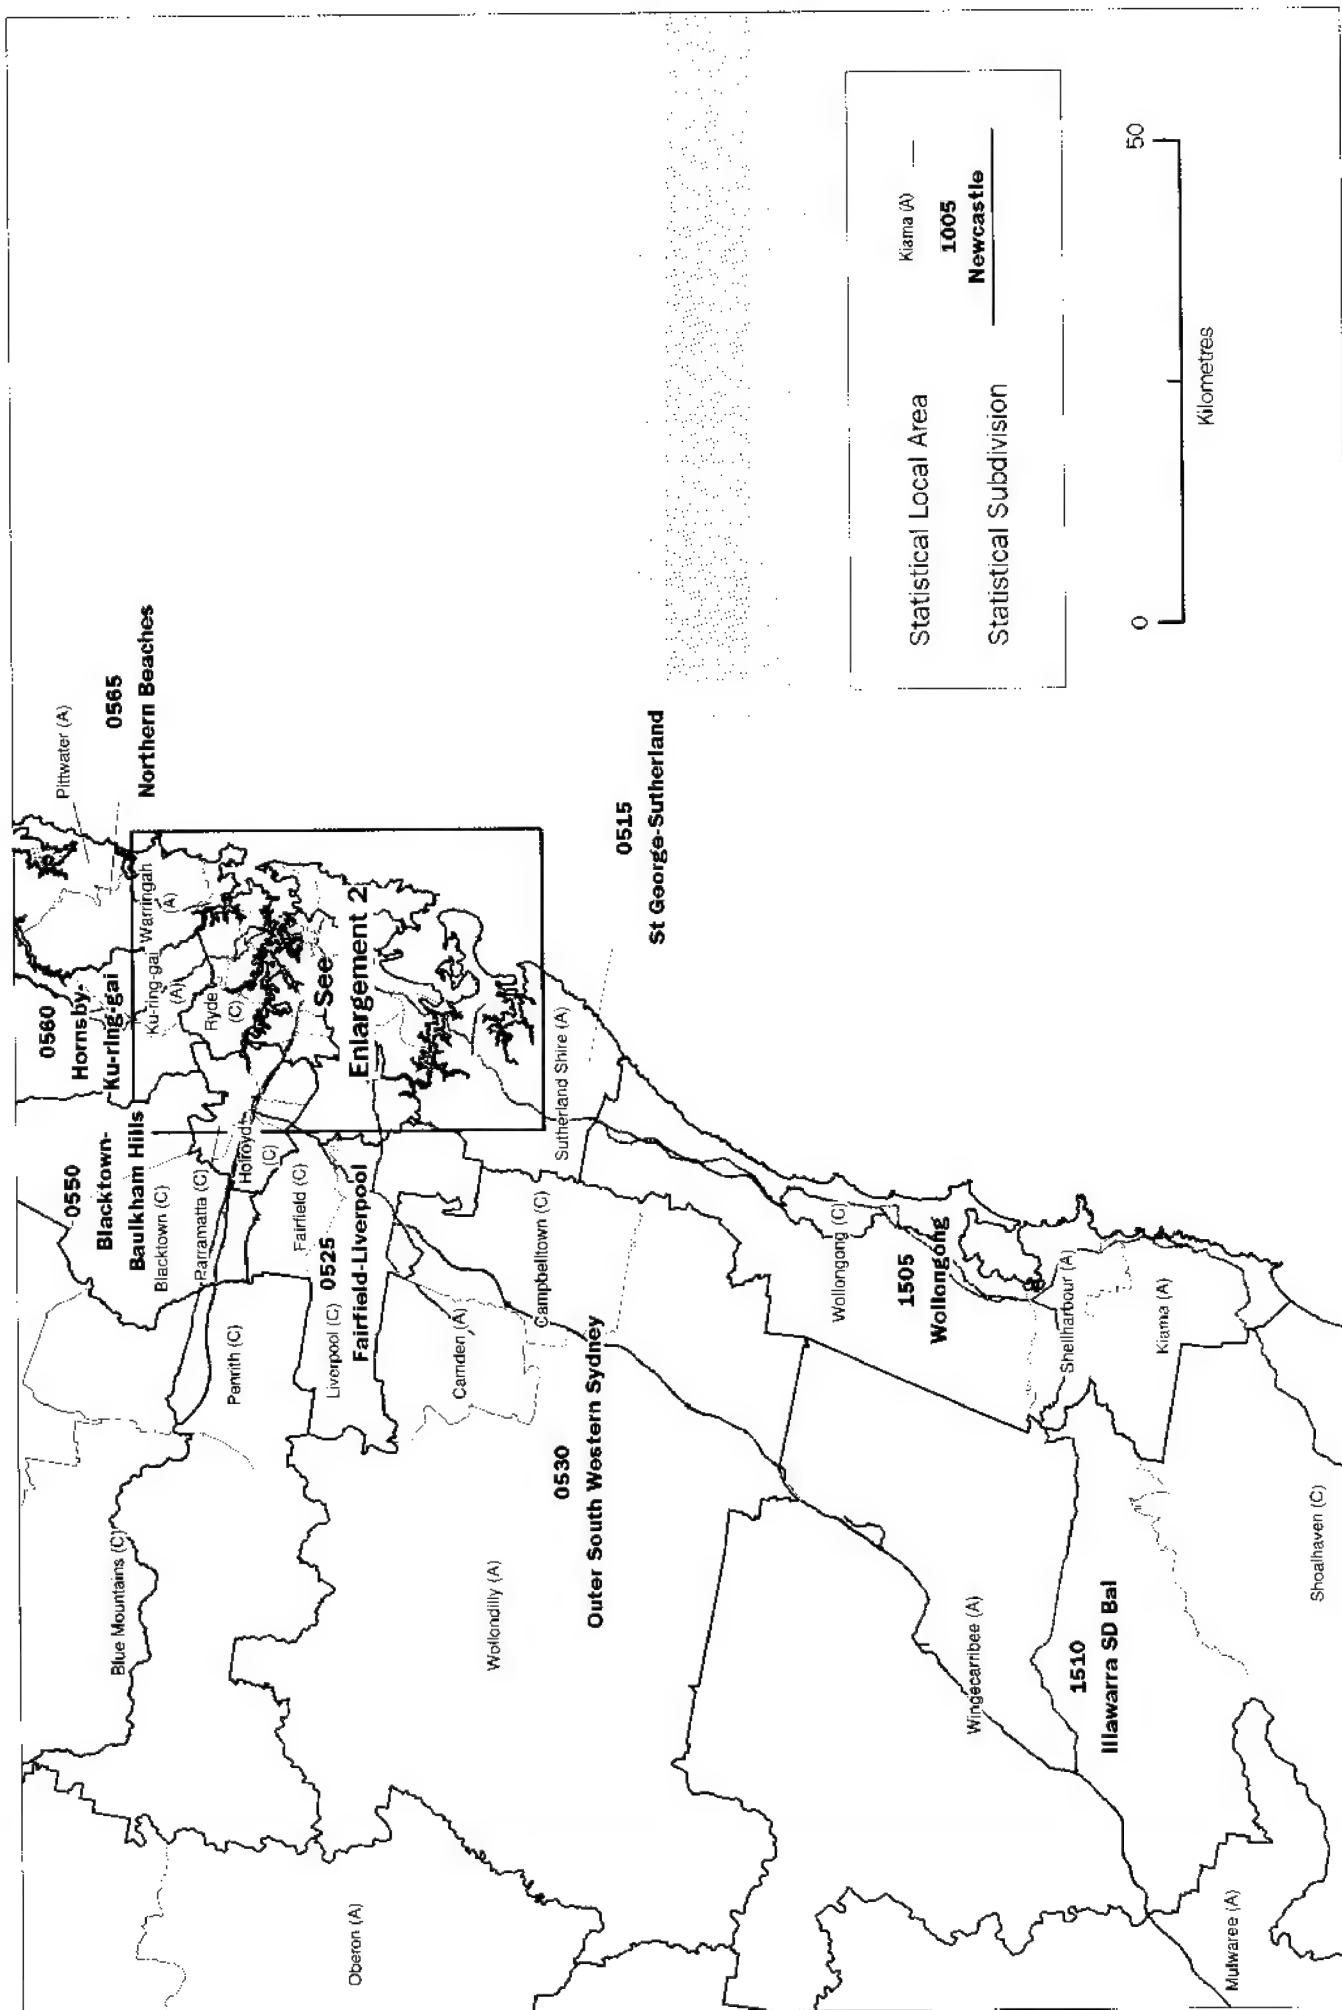 Pittwater (A)
0565
Northern Beaches
0560
Hornsby-
Ku-ring-gai
Ku-ring-gai
(A)
Warringah
(A)
Ryde
(C)
0550
Blacktown-
Baulkham Hills
Blacktown (C)
Parramatta (C)
Holroyd
(C)
See
Enlargement 2
Fairfield (C)
0525
Fairfield-Liverpool
Liverpool (C)
Penrith (C)
Blue Mountains (C)
Oberon (A)
Camden (A)
Campbelltown (C)
Sutherland Shire (A)
0515
St George-Sutherland
0530
Outer South Western Sydney
Wollondilly (A)
Wollongong (C)
1505
Wollongong
Shellharbour (A)
Kiama (A)
Wingecarribee (A)
1510
Illawarra SD Bal
Shoalhaven (C)
Mulwaree (A)
Statistical Local Area
Kiama (A)
Statistical Subdivision
1005
Newcastle
0
50
Kilometres